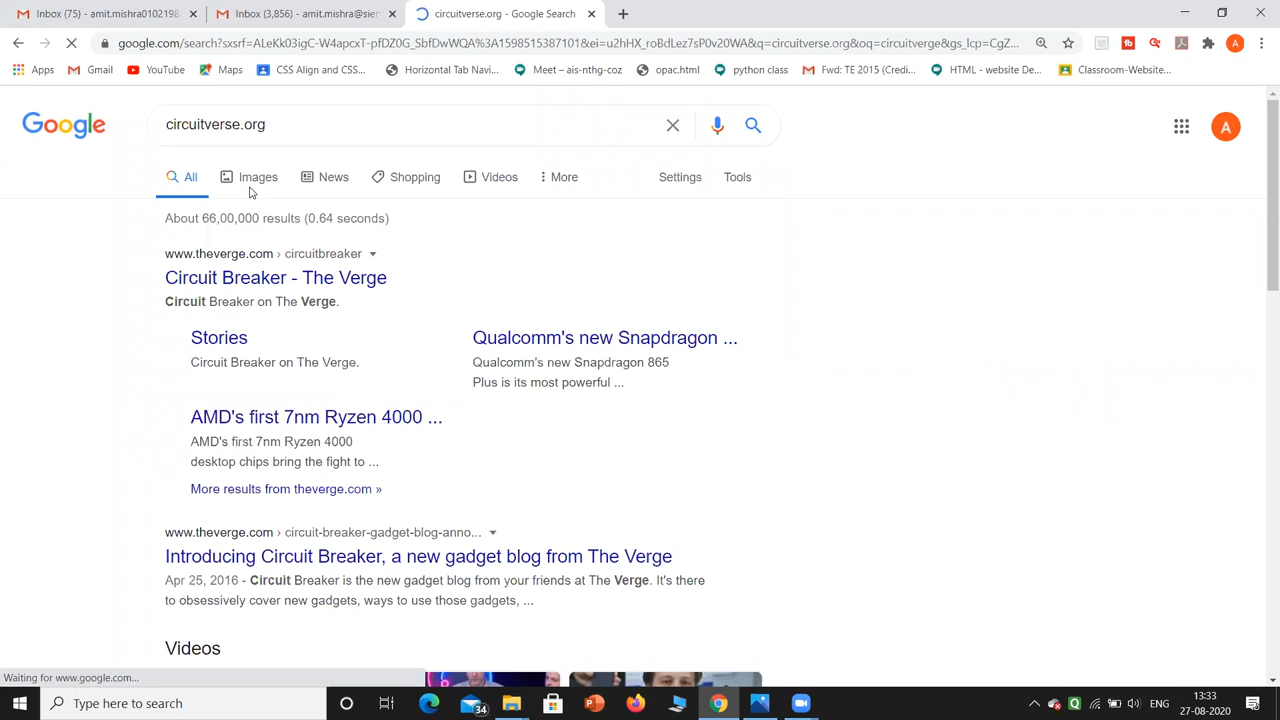 Inbox (75) - amit.mishra0102198
Inbox (3,856) - amit.mishra@sie
circuitverse.org - Google Search
google.com/search?sxsrf=ALeKk03igC-W4apcxT-pfDZ0G_SbfDwWQA%3A1598515387101&ei=u2hHX_roBdLez7sP0v20WA&q=circuitverse.org&oq=circuitverge&gs_lcp=CgZ...
Apps
Gmail
YouTube
Maps
CSS Align and CSS...
Horizontal Tab Navi...
Meet – ais-nthg-coz
opac.html
python class
Fwd: TE 2015 (Credi...
HTML - website De...
Classroom-Website...
Google
circuitverse.org
A
All
Images
News
Shopping
Videos
More
Settings
Tools
About 66,00,000 results (0.64 seconds)
www.theverge.com › circuitbreaker
Circuit Breaker - The Verge
Circuit Breaker on The Verge.
Stories
Circuit Breaker on The Verge.
Qualcomm's new Snapdragon ...
Qualcomm's new Snapdragon 865
Plus is its most powerful ...
AMD's first 7nm Ryzen 4000 ...
AMD's first 7nm Ryzen 4000
desktop chips bring the fight to ...
More results from theverge.com »
www.theverge.com › circuit-breaker-gadget-blog-anno...
Introducing Circuit Breaker, a new gadget blog from The Verge
Apr 25, 2016 - Circuit Breaker is the new gadget blog from your friends at The Verge. It's there
to obsessively cover new gadgets, ways to use those gadgets, ...
Videos
Waiting for www.google.com...
Type here to search
34
ENG
13:33
27-08-2020